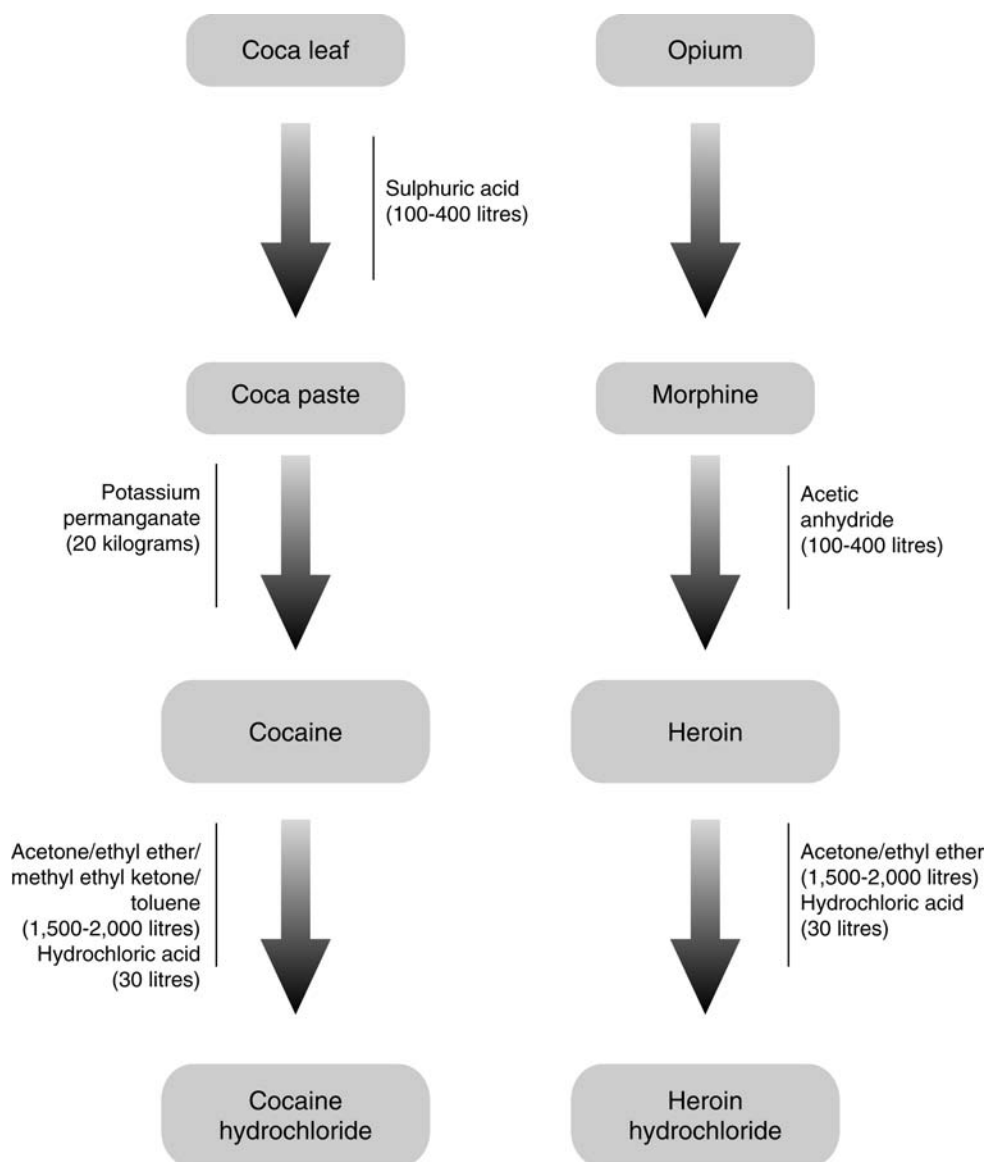 Coca leaf
Opium
Sulphuric acid
(100-400 litres)
Coca paste
Morphine
Potassium
permanganate
(20 kilograms)
Acetic
anhydride
(100-400 litres)
Cocaine
Heroin
Acetone/ethyl ether/
methyl ethyl ketone/
toluene
(1,500-2,000 litres)
Hydrochloric acid
(30 litres)
Acetone/ethyl ether
(1,500-2,000 litres)
Hydrochloric acid
(30 litres)
Cocaine
hydrochloride
Heroin
hydrochloride